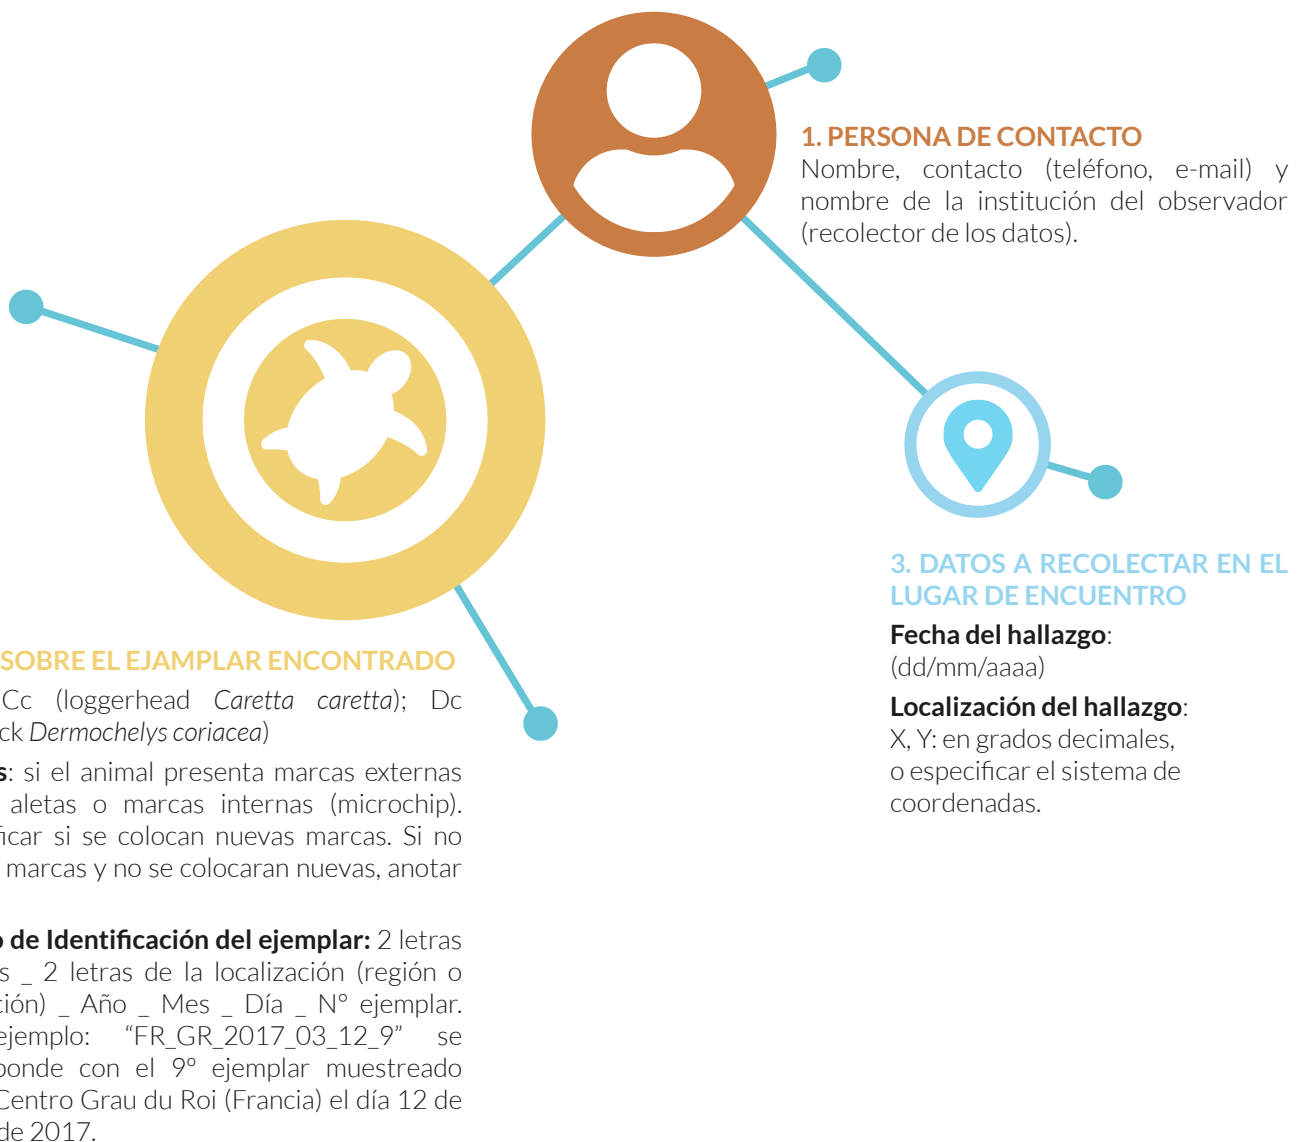 1. PERSONA DE CONTACTO
Nombre, contacto (teléfono, e-mail) y
nombre de la institución del observador
(recolector de los datos).
SOBRE EL EJAMPLAR ENCONTRADO
Cc (loggerhead Caretta caretta); Dc
ck Dermochelys coriacea)
s: si el animal presenta marcas externas
aletas o marcas internas (microchip).
ficar si se colocan nuevas marcas. Si no
marcas y no se colocaran nuevas, anotar
o de Identificación del ejemplar: 2 letras
s _ 2 letras de la localización (región o
ción) _ Año _ Mes _ Día _ Nº ejemplar.
ejemplo: “FR_GR_2017_03_12_9” se
ponde con el 9º ejemplar muestreado
Centro Grau du Roi (Francia) el día 12 de
de 2017.
3. DATOS A RECOLECTAR EN EL
LUGAR DE ENCUENTRO
Fecha del hallazgo:
(dd/mm/aaaa)
Localización del hallazgo:
X, Y: en grados decimales,
o especificar el sistema de
coordenadas.